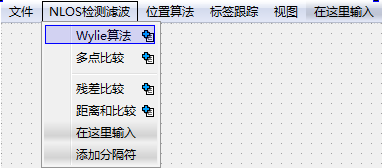 文件 NLOS检测滤波 位置算法 标签跟踪 视图 在这里输入
Wylie算法
多点比较
残差比较
距离和比较
在这里输入
添加分隔符